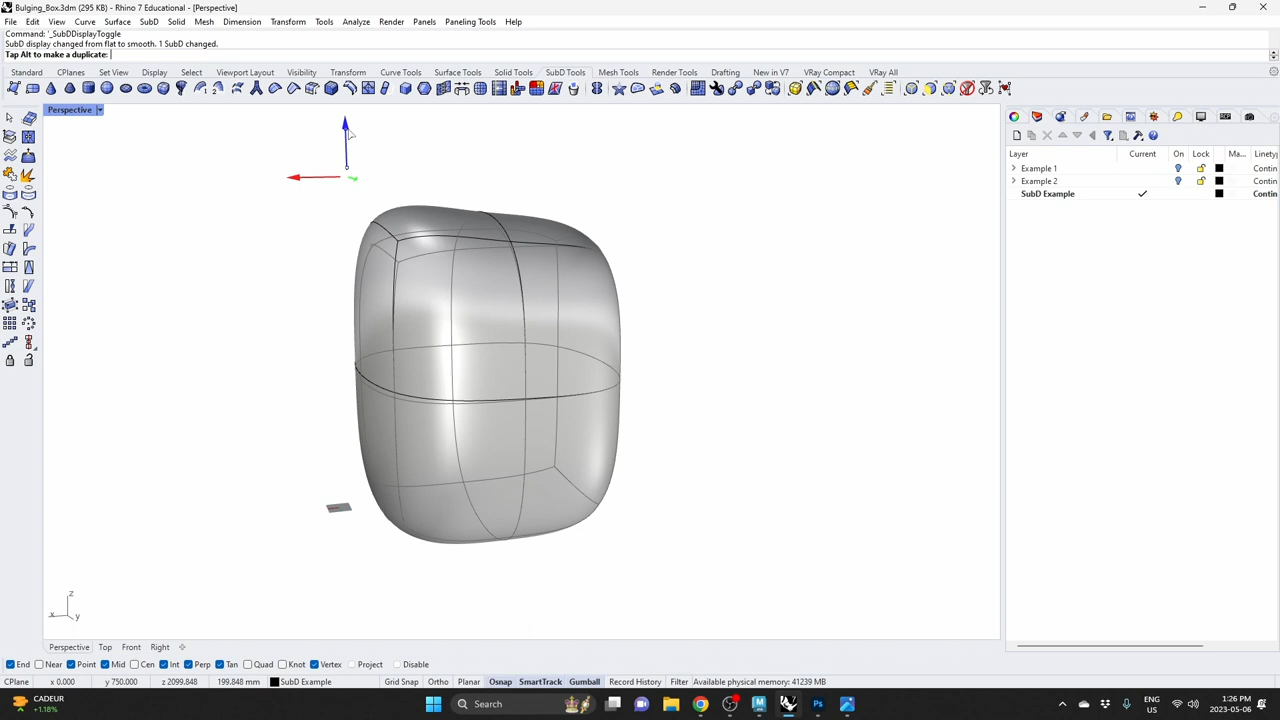 Bulging_Box.3dm (295 KB) - Rhino 7 Educational - [Perspective]
File Edit View Curve Surface SubD Solid Mesh Dimension Transform Tools Analyze Render Panels Paneling Tools Help
Command: '_SubDDisplayToggle
SubD display changed from flat to smooth. 1 SubD changed.
Tap Alt to make a duplicate:
Standard CPlanes Set View Display Select Viewport Layout Visibility Transform Curve Tools Surface Tools Solid Tools SubD Tools Mesh Tools Render Tools Drafting New in V7 VRay Compact VRay All
Perspective
Layer Current On Lock Ma... Linety
Example 1 Contin
Example 2 Contin
SubD Example Contin
z
x y
Perspective Top Front Right
End Near Point Mid Cen Int Perp Tan Quad Knot Vertex Project Disable
CPlane x 0.000 y 750.000 z 2099.848 199.848 mm SubD Example Grid Snap Ortho Planar Osnap SmartTrack Gumball Record History Filter Available physical memory: 41239 MB
CADEUR
+1.18%
Search
ENG
US
1:26 PM
2023-05-06